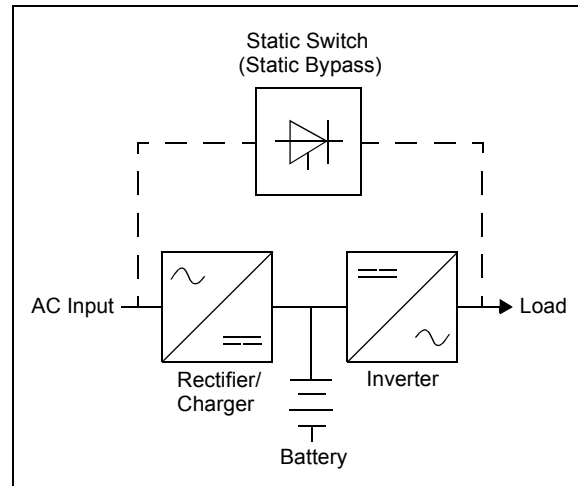 Static Switch
(Static Bypass)
AC Input
Load
Rectifier/
Charger
Inverter
Battery